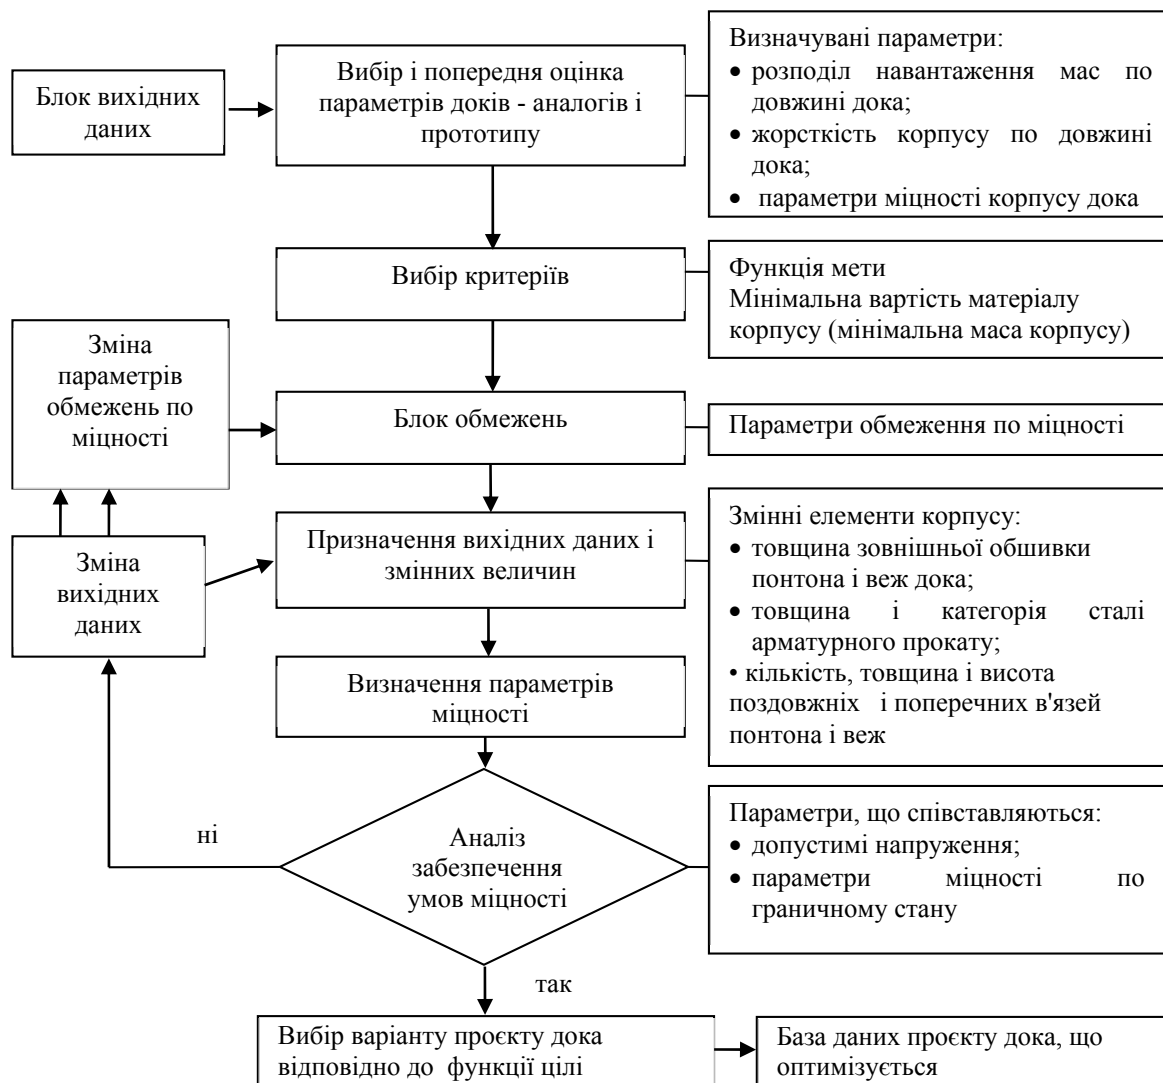 Блок вихідних
даних
Вибір і попередня оцінка
параметрів доків - аналогів і
прототипу
Визначувані параметри:
• розподіл навантаження мас по
довжині дока;
• жорсткість корпусу по довжині
дока;
• параметри міцності корпусу дока
Вибір критеріїв
Функція мети
Мінімальна вартість матеріалу
корпусу (мінімальна маса корпусу)
Зміна
параметрів
обмежень по
міцності
Блок обмежень
Параметри обмеження по міцності
Зміна
вихідних
даних
Призначення вихідних даних і
змінних величин
Змінні елементи корпусу:
• товщина зовнішньої обшивки
понтона і веж дока;
• товщина і категорія сталі
арматурного прокату;
• кількість, товщина і висота
поздовжніх і поперечних в'язей
понтона і веж
Визначення параметрів
міцності
ні
Аналіз
забезпечення
умов міцності
Параметри, що співставляються:
• допустимі напруження;
• параметри міцності по
граничному стану
так
Вибір варіанту проєкту дока
відповідно до функції цілі
База даних проєкту дока, що
оптимізується